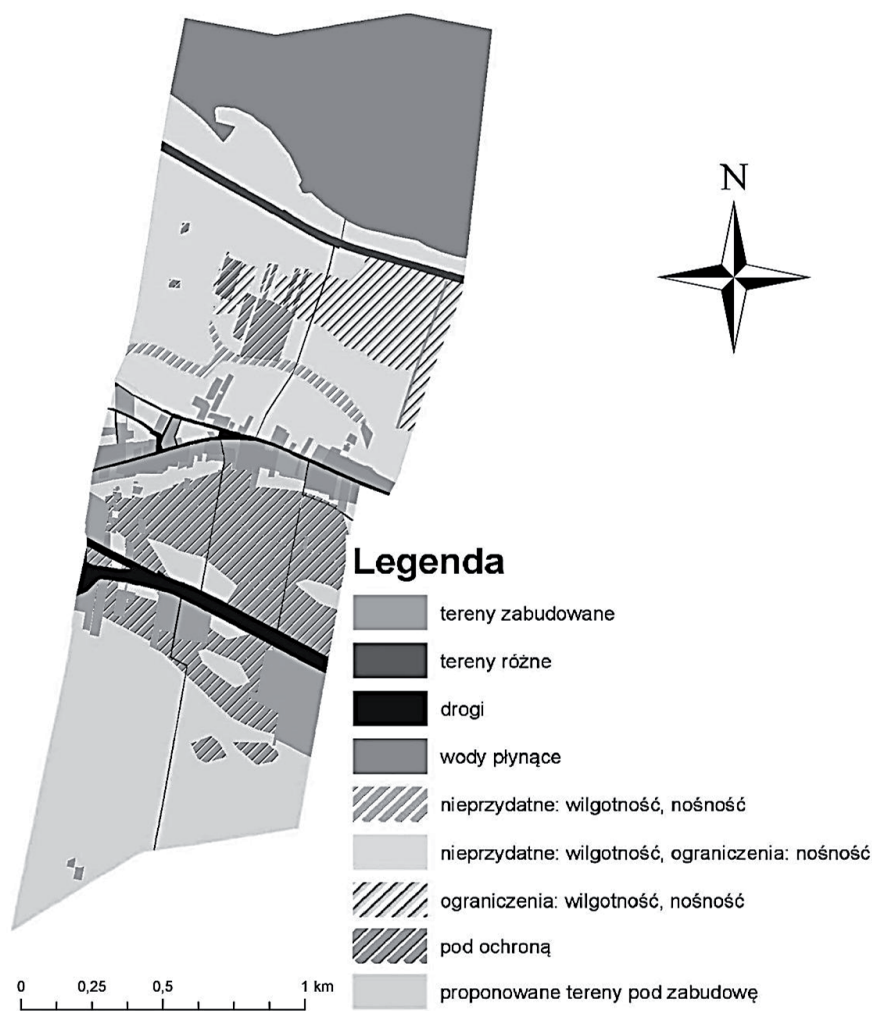 N
Legenda
tereny zabudowane
tereny różne
drogi
wody płynące
nieprzydatne: wilgotność, nośność
nieprzydatne: wilgotność, ograniczenia: nośność
ograniczenia: wilgotność, nośność
pod ochroną
proponowane tereny pod zabudowę
0 0,25 0,5 1 km